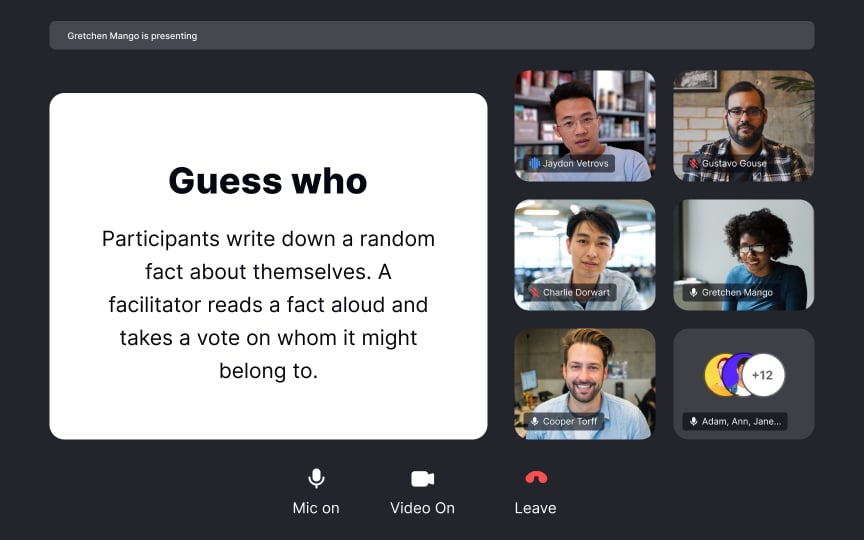 Gretchen Mango is presenting
Guess who
Participants write down a random
fact about themselves. A
facilitator reads a fact aloud and
takes a vote on whom it might
belong to.
Jaydon Vetrovs
Gustavo Gouse
Charlie Dorwart
Gretchen Mango
Cooper Torff
+12
Adam, Ann, Jane...
Mic on
Video On
Leave